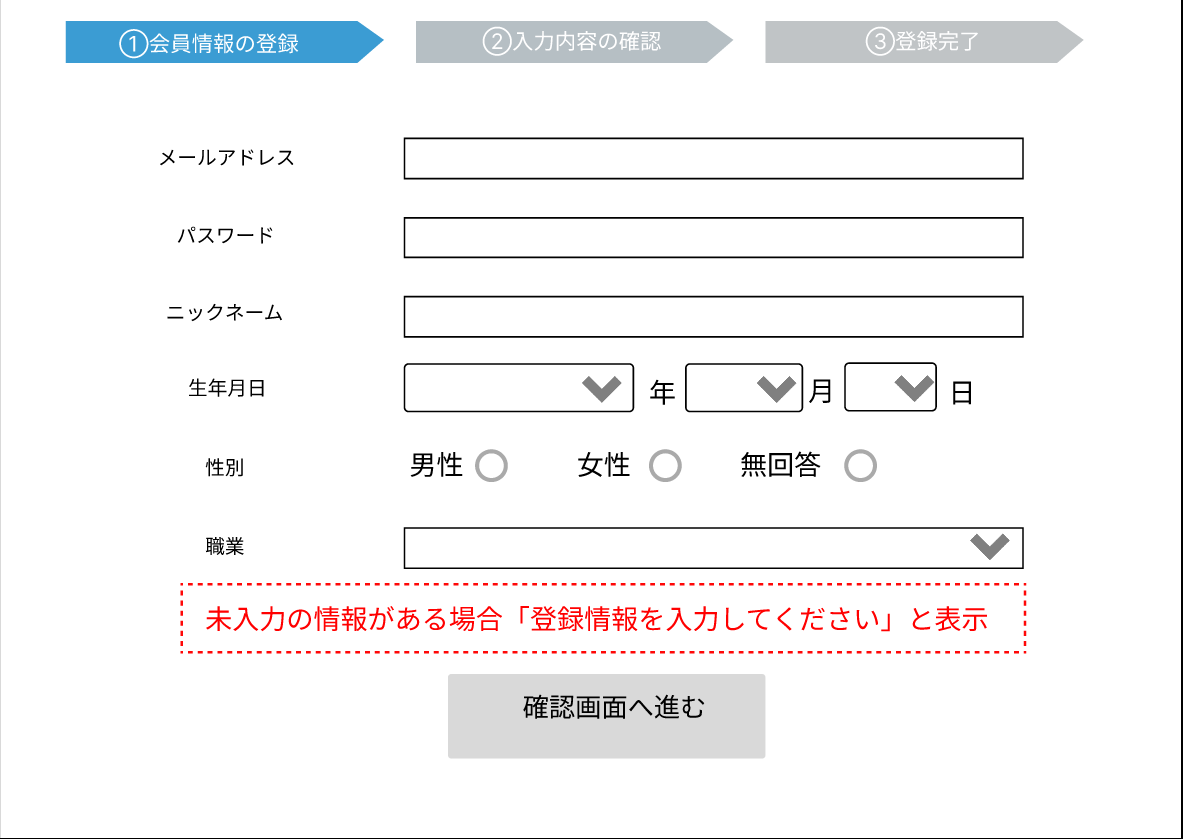 ①会員情報の登録
②入力内容の確認
③登録完了
メールアドレス
パスワード
ニックネーム
生年月日 年 月 日
性別 男性 女性 無回答
職業
未入力の情報がある場合「登録情報を入力してください」と表示
確認画面へ進む